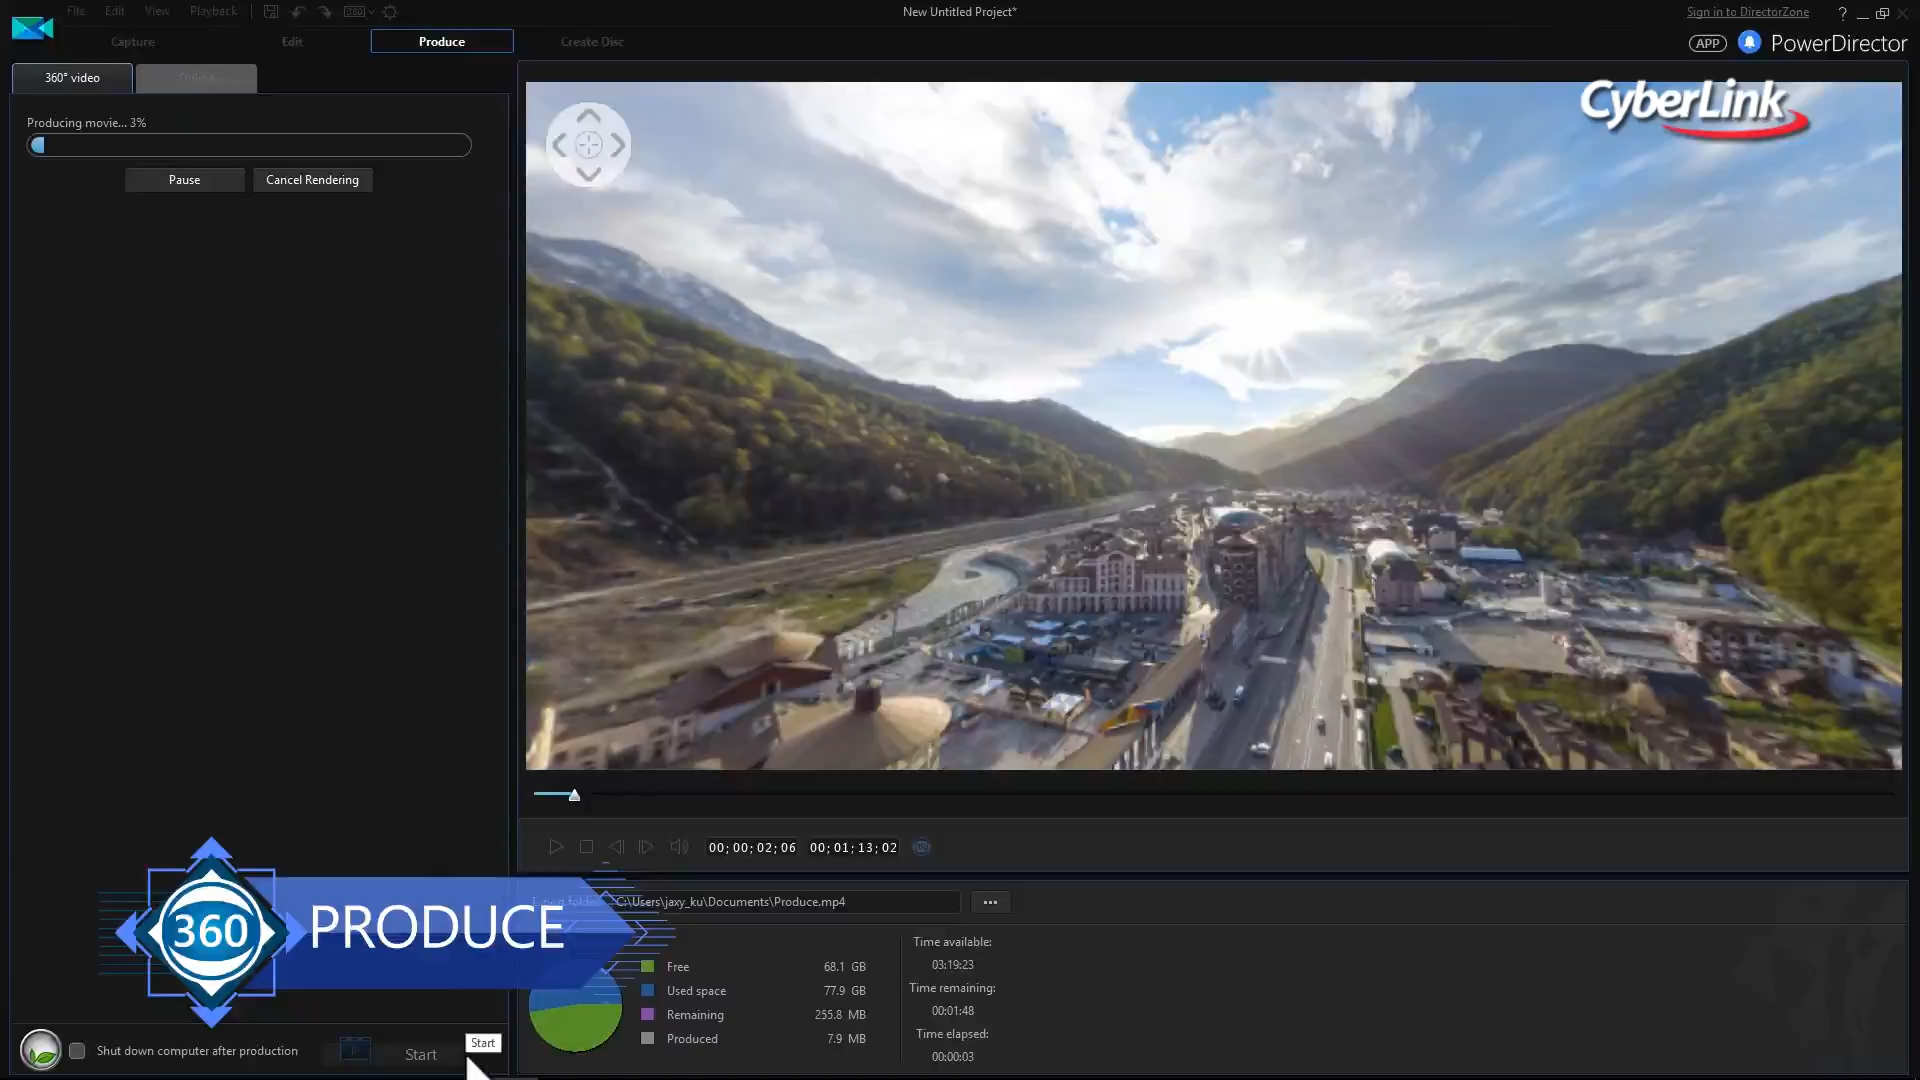 File Edit View Playback 360
New Untitled Project*
Sign in to DirectorZone ?
Capture Edit Produce Create Disc
APP PowerDirector
360° video
Producing movie... 3%
Pause Cancel Rendering
CyberLink
00; 00; 02; 06 00; 01; 13; 02
C:\Users\jaxy_ku\Documents\Produce.mp4 ...
360 PRODUCE
Free 68.1 GB
Used space 77.9 GB
Remaining 255.8 MB
Produced 7.9 MB
Time available:
03:19:23
Time remaining:
00:01:48
Time elapsed:
00:00:03
Shut down computer after production
Start
Start